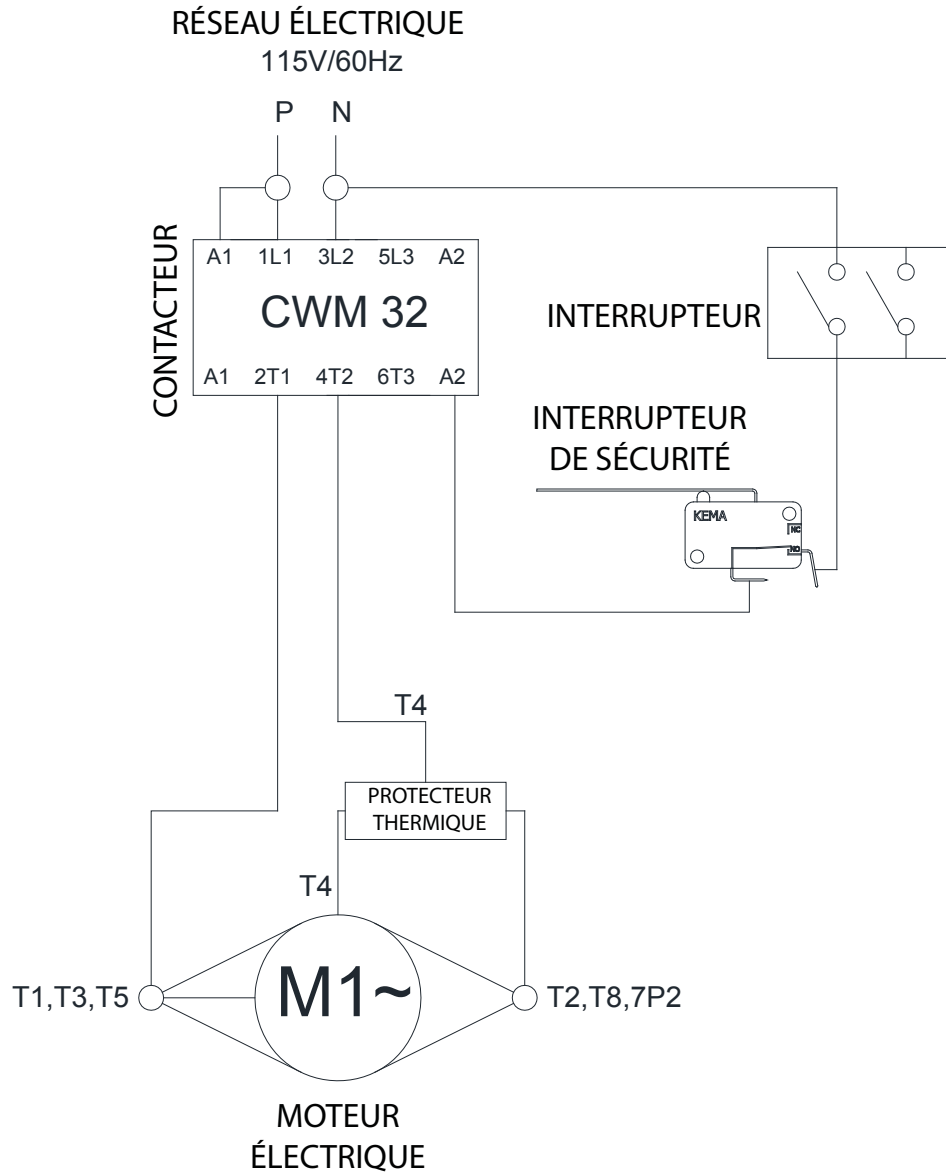 RÉSEAU ÉLECTRIQUE
115V/60Hz
P N
CONTACTEUR
A1 1L1 3L2 5L3 A2
CWM 32
A1 2T1 4T2 6T3 A2
INTERRUPTEUR
INTERRUPTEUR
DE SÉCURITÉ
KEMA
NC
NO
T4
PROTECTEUR
THERMIQUE
T4
M1~
T1,T3,T5
T2,T8,7P2
MOTEUR
ÉLECTRIQUE